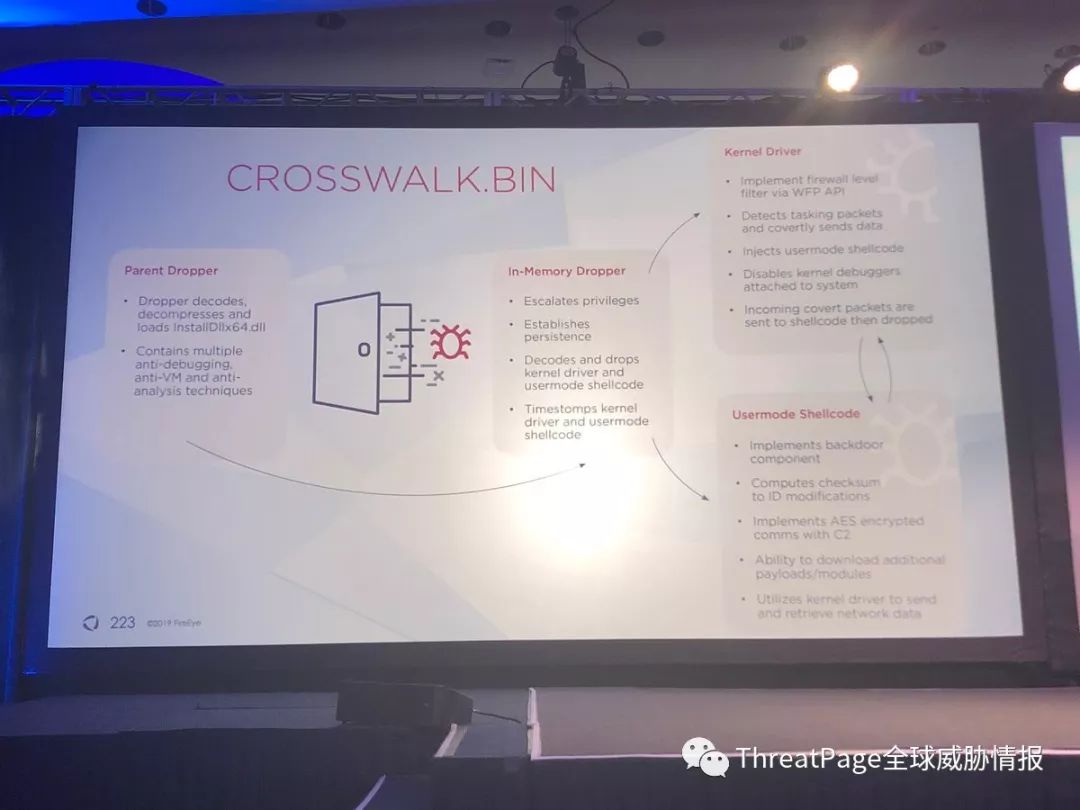 CROSSWALK.BIN
Parent Dropper
• Dropper decodes,
decompresses and
loads InstallDllx64.dll
• Contains multiple
anti-debugging,
anti-VM and anti-
analysis techniques
In-Memory Dropper
• Escalates privileges
• Establishes
persistence
• Decodes and drops
kernel driver and
usermode shellcode
• Timestomps kernel
driver and usermode
shellcode
Kernel Driver
• Implement firewall level
filter via WFP API
• Detects tasking packets
and covertly sends data
• Injects usermode shellcode
• Disables kernel debuggers
attached to system
• Incoming covert packets are
sent to shellcode then dropped
Usermode Shellcode
• Implements backdoor
component
• Computes checksum
to ID modifications
• Implements AES encrypted
comms with C2
• Ability to download additional
payloads/modules
• Utilizes kernel driver to send
and retrieve network data
223 ©2019 FireEye
ThreatPage全球威胁情报